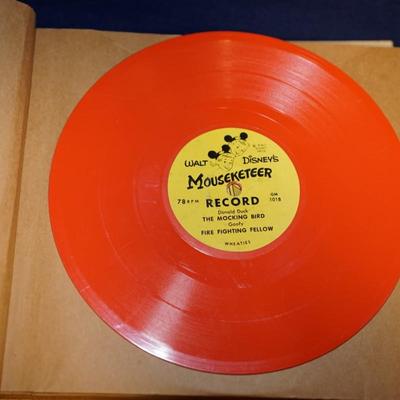 WALT DISNEY'S
MOUSEKETEER
78 RPM RECORD GM 1018
Donald Duck
THE MOCKING BIRD
Goofy
FIRE FIGHTING FELLOW
WHEATIES